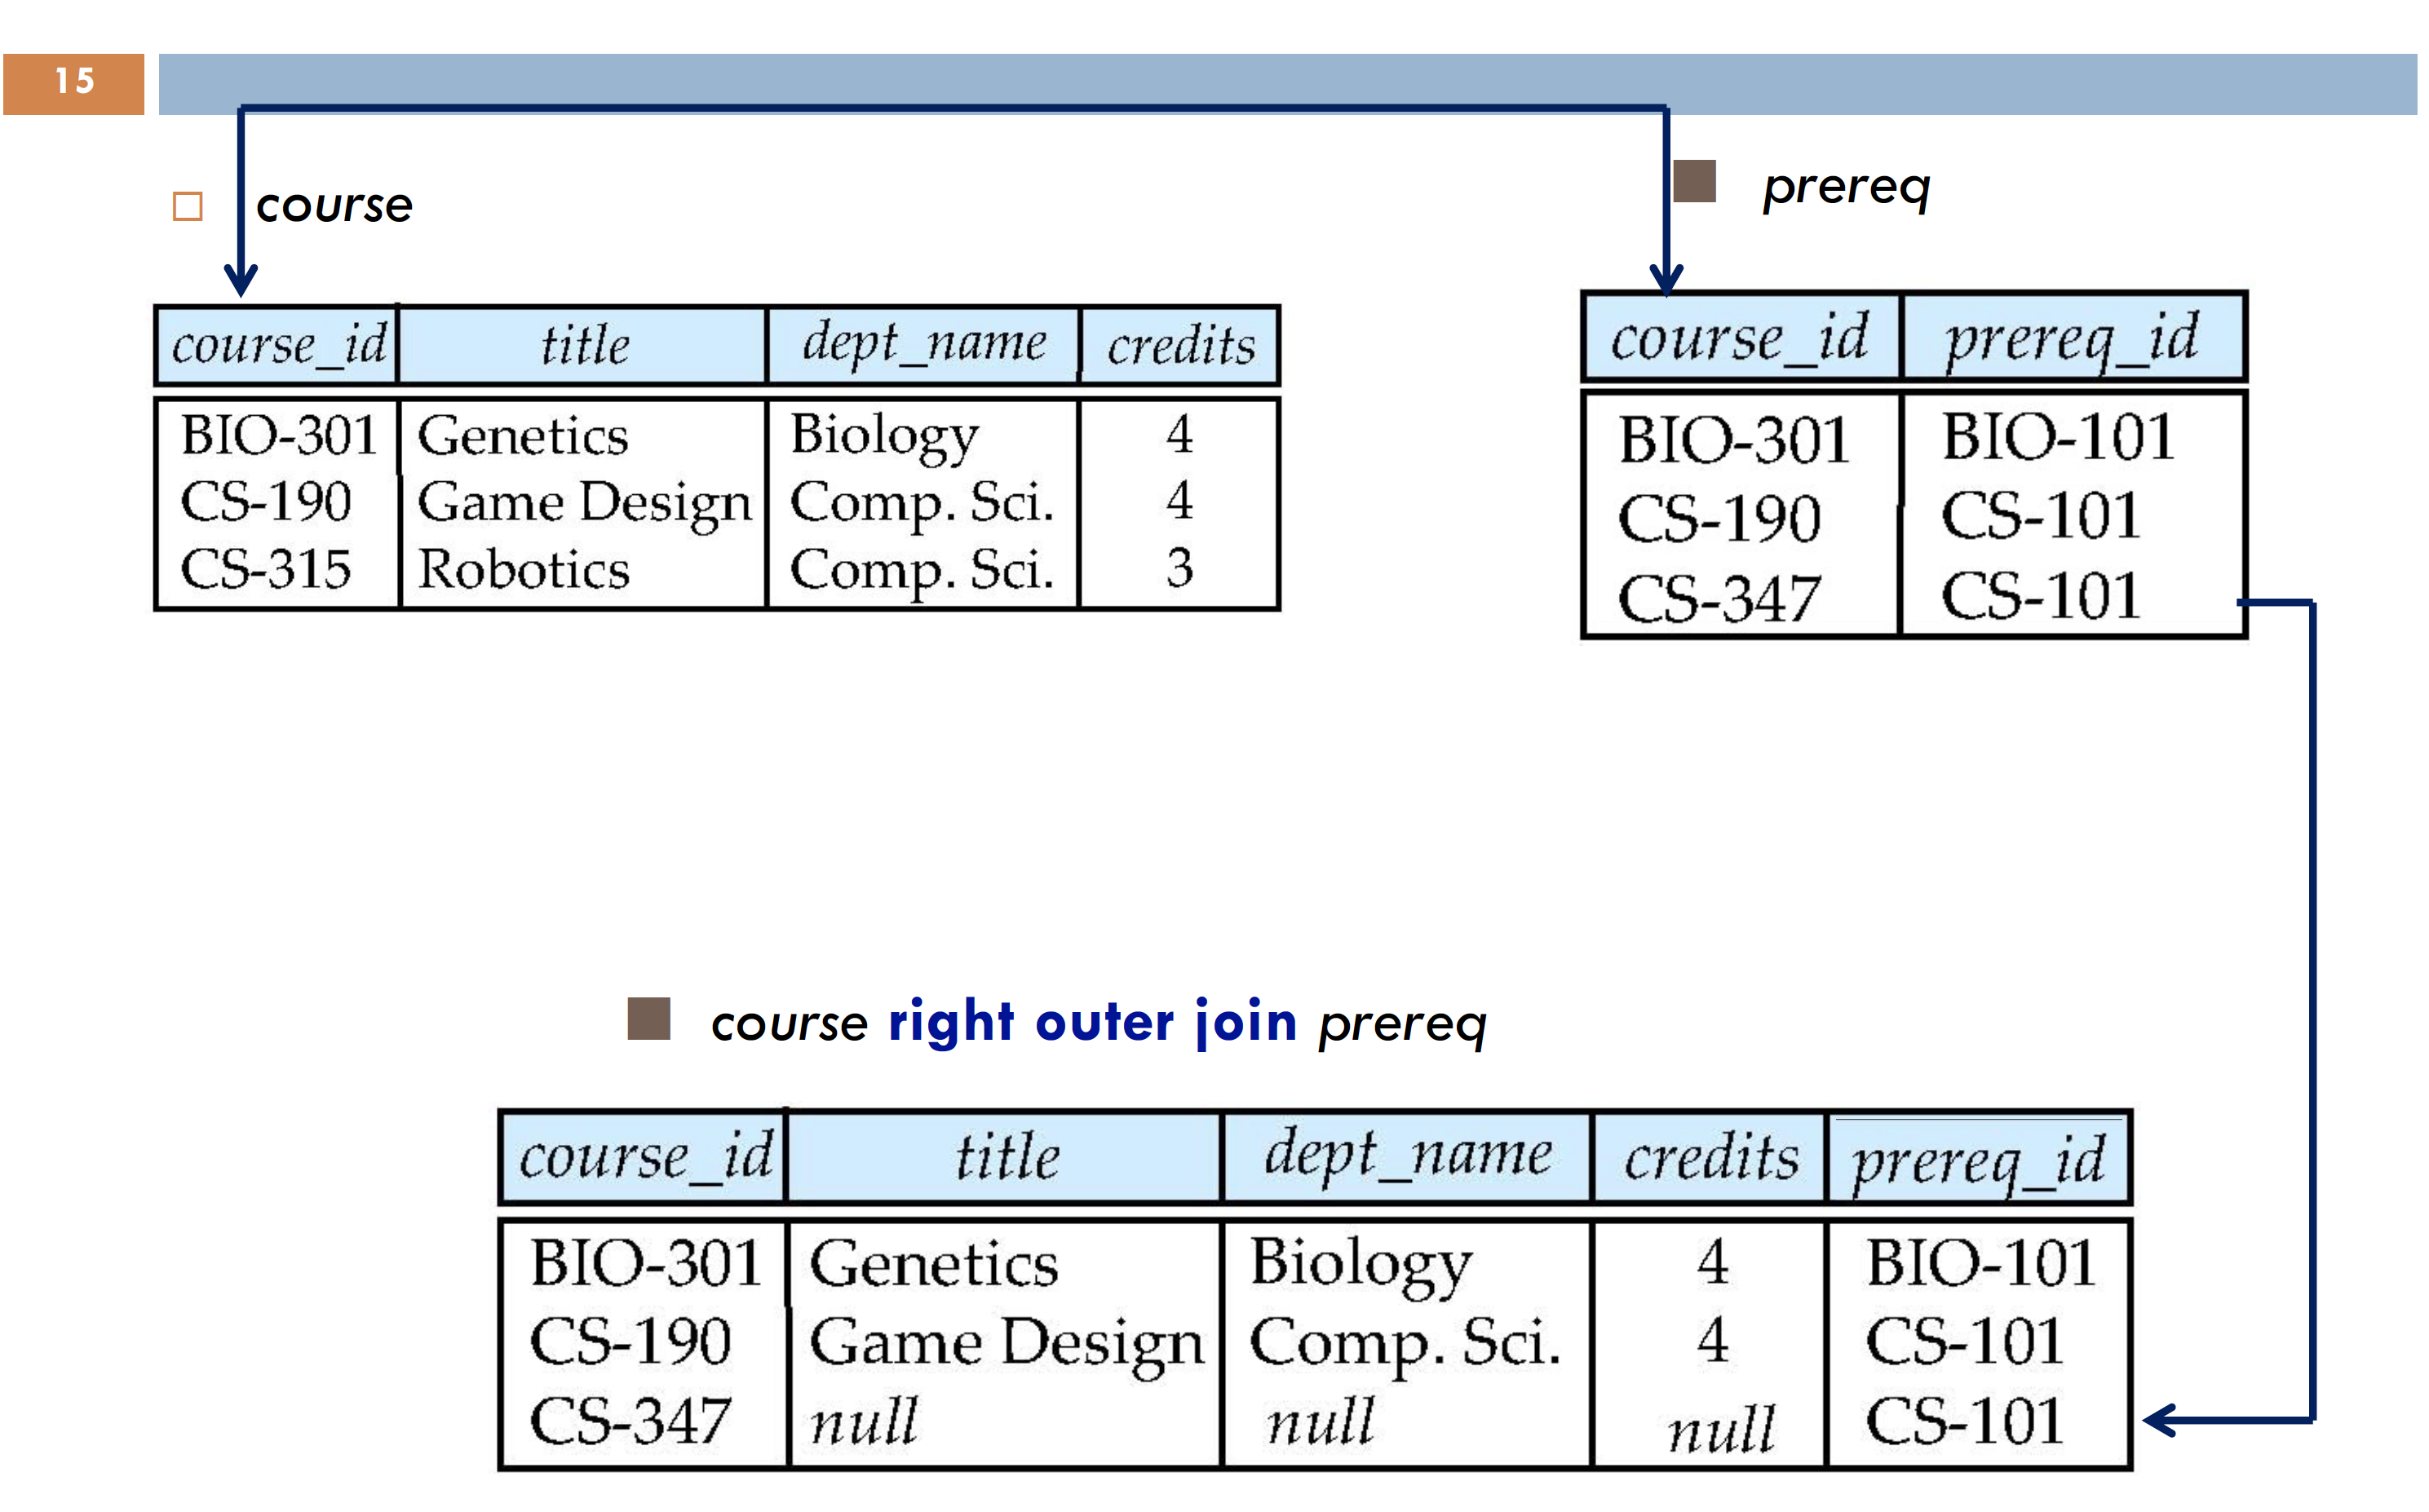 15
course
prereq
course_id title dept_name credits
BIO-301 Genetics Biology 4
CS-190 Game Design Comp. Sci. 4
CS-315 Robotics Comp. Sci. 3
course_id prereq_id
BIO-301 BIO-101
CS-190 CS-101
CS-347 CS-101
course right outer join prereq
course_id title dept_name credits prereq_id
BIO-301 Genetics Biology 4 BIO-101
CS-190 Game Design Comp. Sci. 4 CS-101
CS-347 null null null CS-101